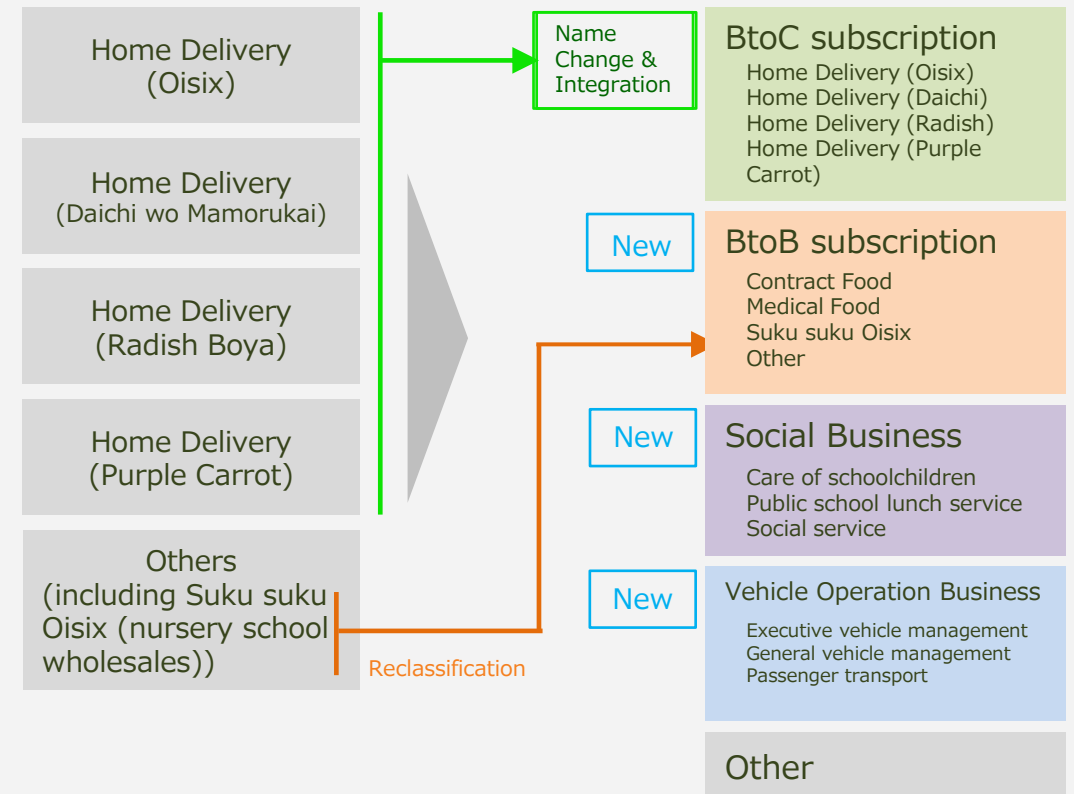 Home Delivery
(Oisix)
Home Delivery
(Daichi wo Mamorukai)
Home Delivery
(Radish Boya)
Home Delivery
(Purple Carrot)
Others
(including Suku suku
Oisix (nursery school
wholesales))
Reclassification
Name
Change &
Integration
New
New
New
BtoC subscription
Home Delivery (Oisix)
Home Delivery (Daichi)
Home Delivery (Radish)
Home Delivery (Purple
Carrot)
BtoB subscription
Contract Food
Medical Food
Suku suku Oisix
Other
Social Business
Care of schoolchildren
Public school lunch service
Social service
Vehicle Operation Business
Executive vehicle management
General vehicle management
Passenger transport
Other